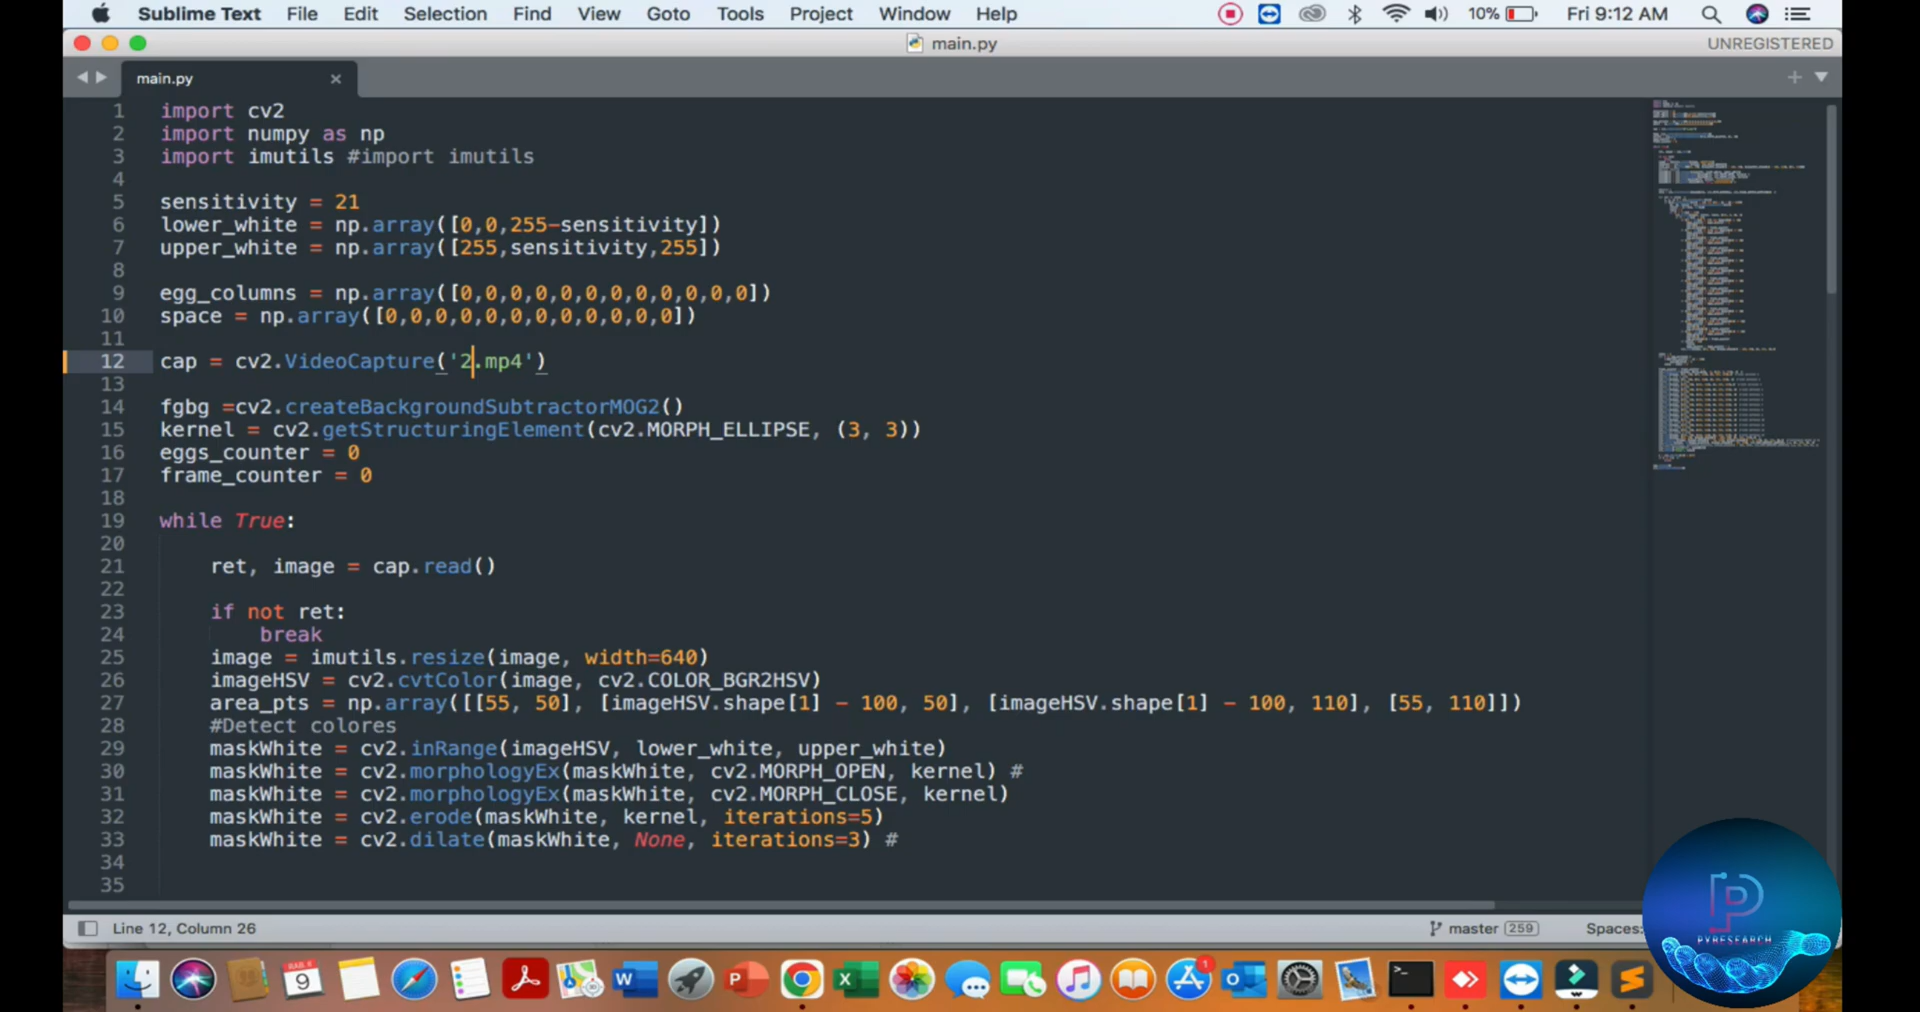 Sublime Text File Edit Selection Find View Goto Tools Project Window Help 10% Fri 9:12 AM
main.py UNREGISTERED
main.py
1 import cv2
2 import numpy as np
3 import imutils #import imutils
4
5 sensitivity = 21
6 lower_white = np.array([0,0,255-sensitivity])
7 upper_white = np.array([255,sensitivity,255])
8
9 egg_columns = np.array([0,0,0,0,0,0,0,0,0,0,0,0])
10 space = np.array([0,0,0,0,0,0,0,0,0,0,0,0])
11
12 cap = cv2.VideoCapture('2.mp4')
13
14 fgbg =cv2.createBackgroundSubtractorMOG2()
15 kernel = cv2.getStructuringElement(cv2.MORPH_ELLIPSE, (3, 3))
16 eggs_counter = 0
17 frame_counter = 0
18
19 while True:
20
21 ret, image = cap.read()
22
23 if not ret:
24 break
25 image = imutils.resize(image, width=640)
26 imageHSV = cv2.cvtColor(image, cv2.COLOR_BGR2HSV)
27 area_pts = np.array([[55, 50], [imageHSV.shape[1] - 100, 50], [imageHSV.shape[1] - 100, 110], [55, 110]])
28 #Detect colores
29 maskWhite = cv2.inRange(imageHSV, lower_white, upper_white)
30 maskWhite = cv2.morphologyEx(maskWhite, cv2.MORPH_OPEN, kernel) #
31 maskWhite = cv2.morphologyEx(maskWhite, cv2.MORPH_CLOSE, kernel)
32 maskWhite = cv2.erode(maskWhite, kernel, iterations=5)
33 maskWhite = cv2.dilate(maskWhite, None, iterations=3) #
34
35
Line 12, Column 26 master 259 Spaces:
PYRESEARCH
9
1